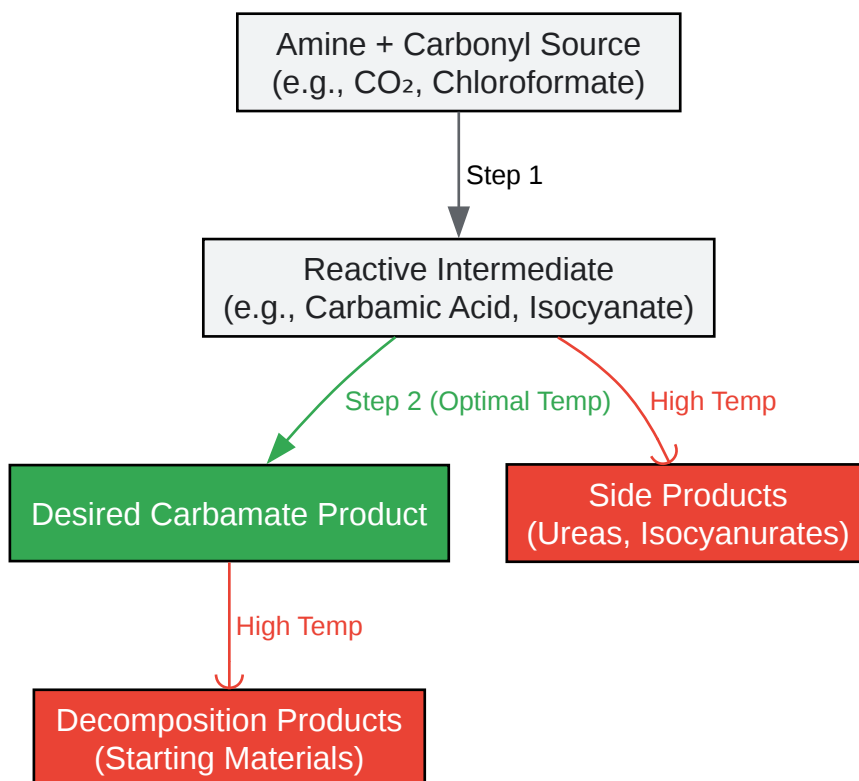 Amine + Carbonyl Source
(e.g., CO₂, Chloroformate)
Step 1
Reactive Intermediate
(e.g., Carbamic Acid, Isocyanate)
Step 2 (Optimal Temp)
High Temp
Desired Carbamate Product
Side Products
(Ureas, Isocyanurates)
High Temp
Decomposition Products
(Starting Materials)